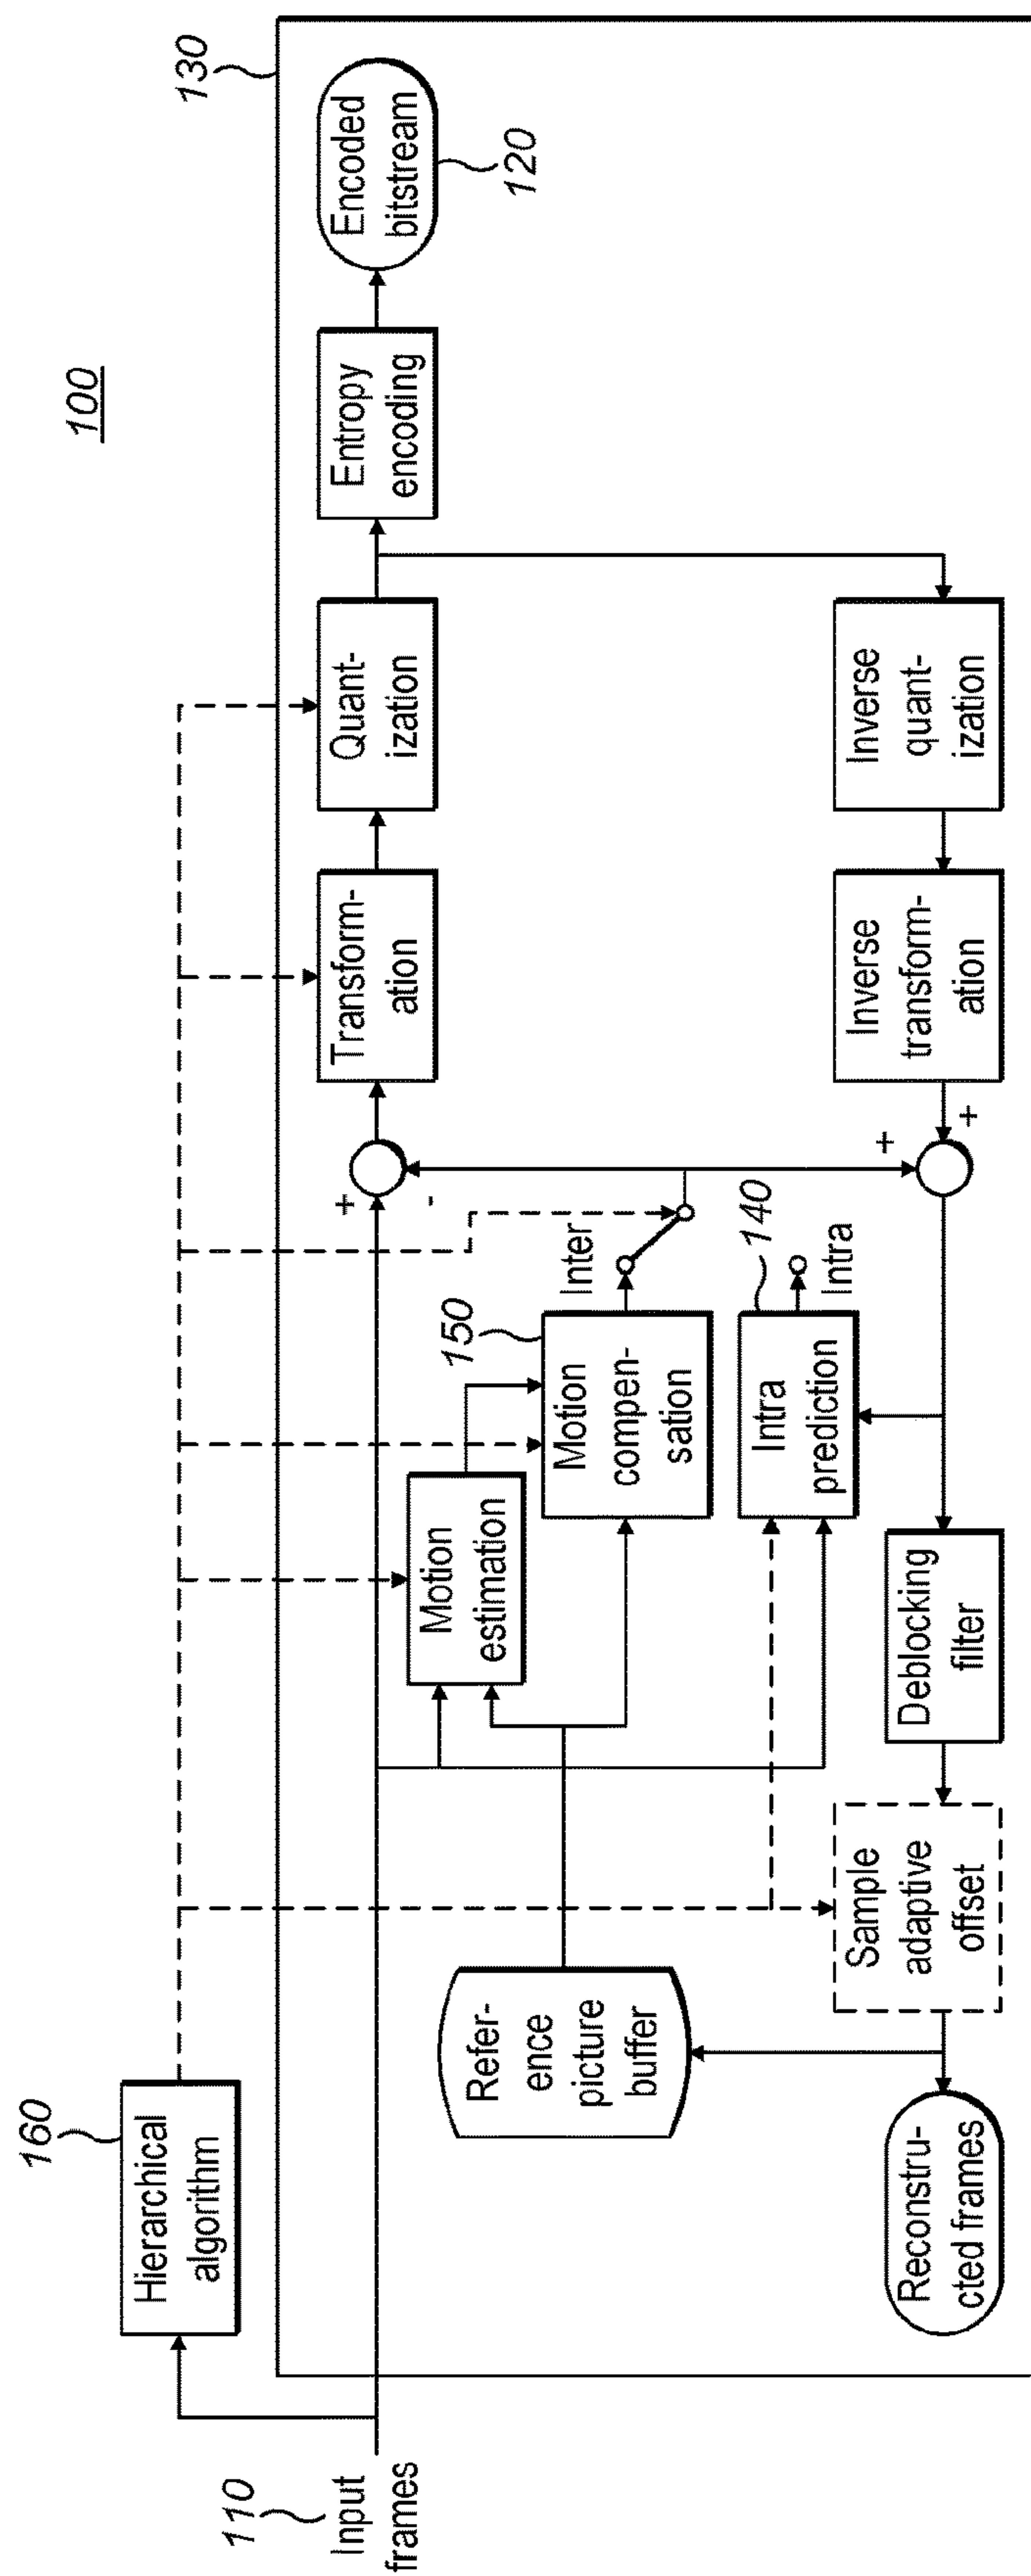 100
130
160
Hierarchical
algorithm
110
Input
frames
+
-
Transform-
ation
Quant-
ization
Entropy
encoding
Encoded
bitstream
120
Motion
estimation
150
Motion
compen-
sation
Inter
140
Intra
prediction
Intra
Refer-
ence
picture
buffer
+
+
Inverse
quant-
ization
Inverse
transform-
ation
Deblocking
filter
Sample
adaptive
offset
Reconstru-
cted frames